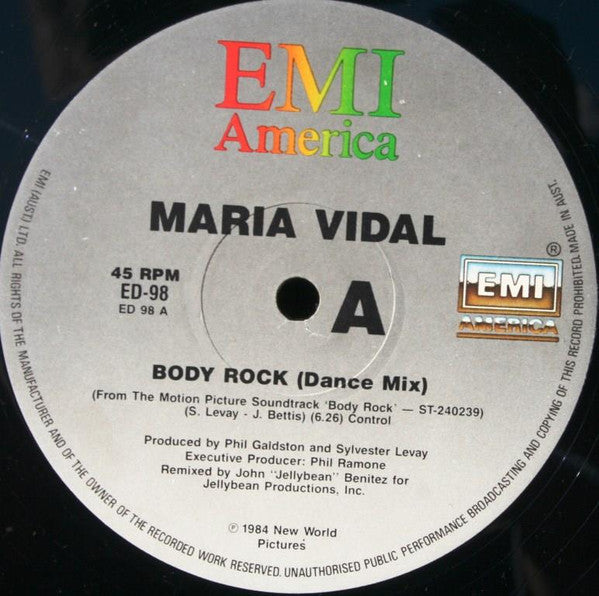 EMI
America
MARIA VIDAL
45 RPM
ED-98
ED 98 A
A
®
EMI
AMERICA
BODY ROCK (Dance Mix)
(From The Motion Picture Soundtrack 'Body Rock' — ST-240239)
(S. Levay - J. Bettis) (6.26) Control
Produced by Phil Galdston and Sylvester Levay
Executive Producer: Phil Ramone
Remixed by John "Jellybean" Benitez for
Jellybean Productions, Inc.
℗ 1984 New World
Pictures
EMI (AUST.) LTD. ALL RIGHTS OF THE MANUFACTURER AND OF THE OWNER OF THE RECORDED WORK RESERVED. UNAUTHORISED PUBLIC PERFORMANCE BROADCASTING AND COPYING OF THIS RECORD PROHIBITED. MADE IN AUST.